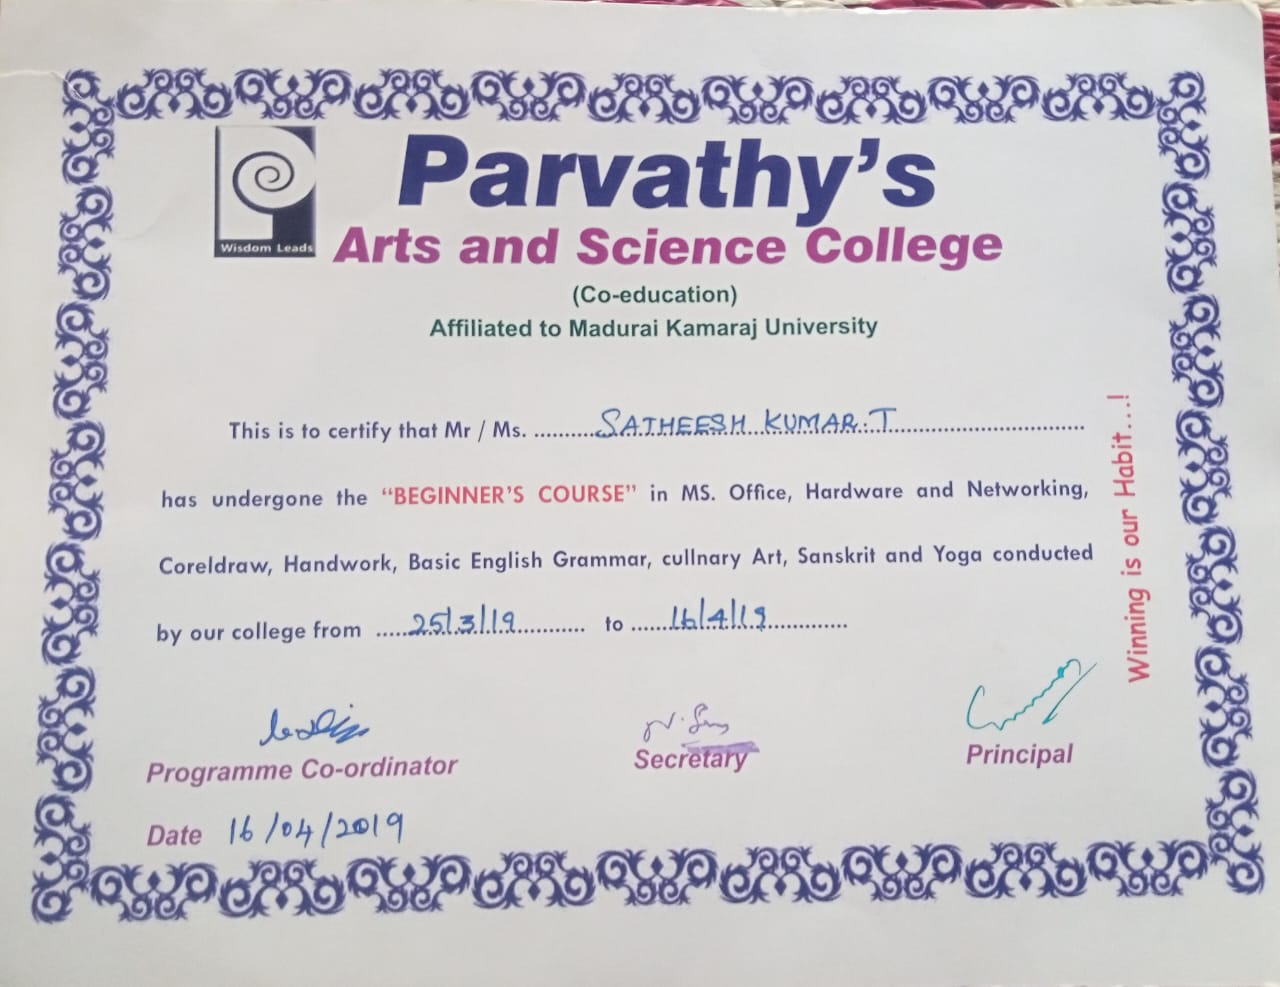 Wisdom Leads
Parvathy's
Arts and Science College
(Co-education)
Affiliated to Madurai Kamaraj University
This is to certify that Mr / Ms. ..........SATHEESH KUMAR.T..............................
has undergone the “BEGINNER'S COURSE” in MS. Office, Hardware and Networking,
Coreldraw, Handwork, Basic English Grammar, cullnary Art, Sanskrit and Yoga conducted
by our college from .....25/3/19........... to .....16/4/19.............
Winning is our Habit...!
Programme Co-ordinator
Secretary
Principal
Date 16/04/2019